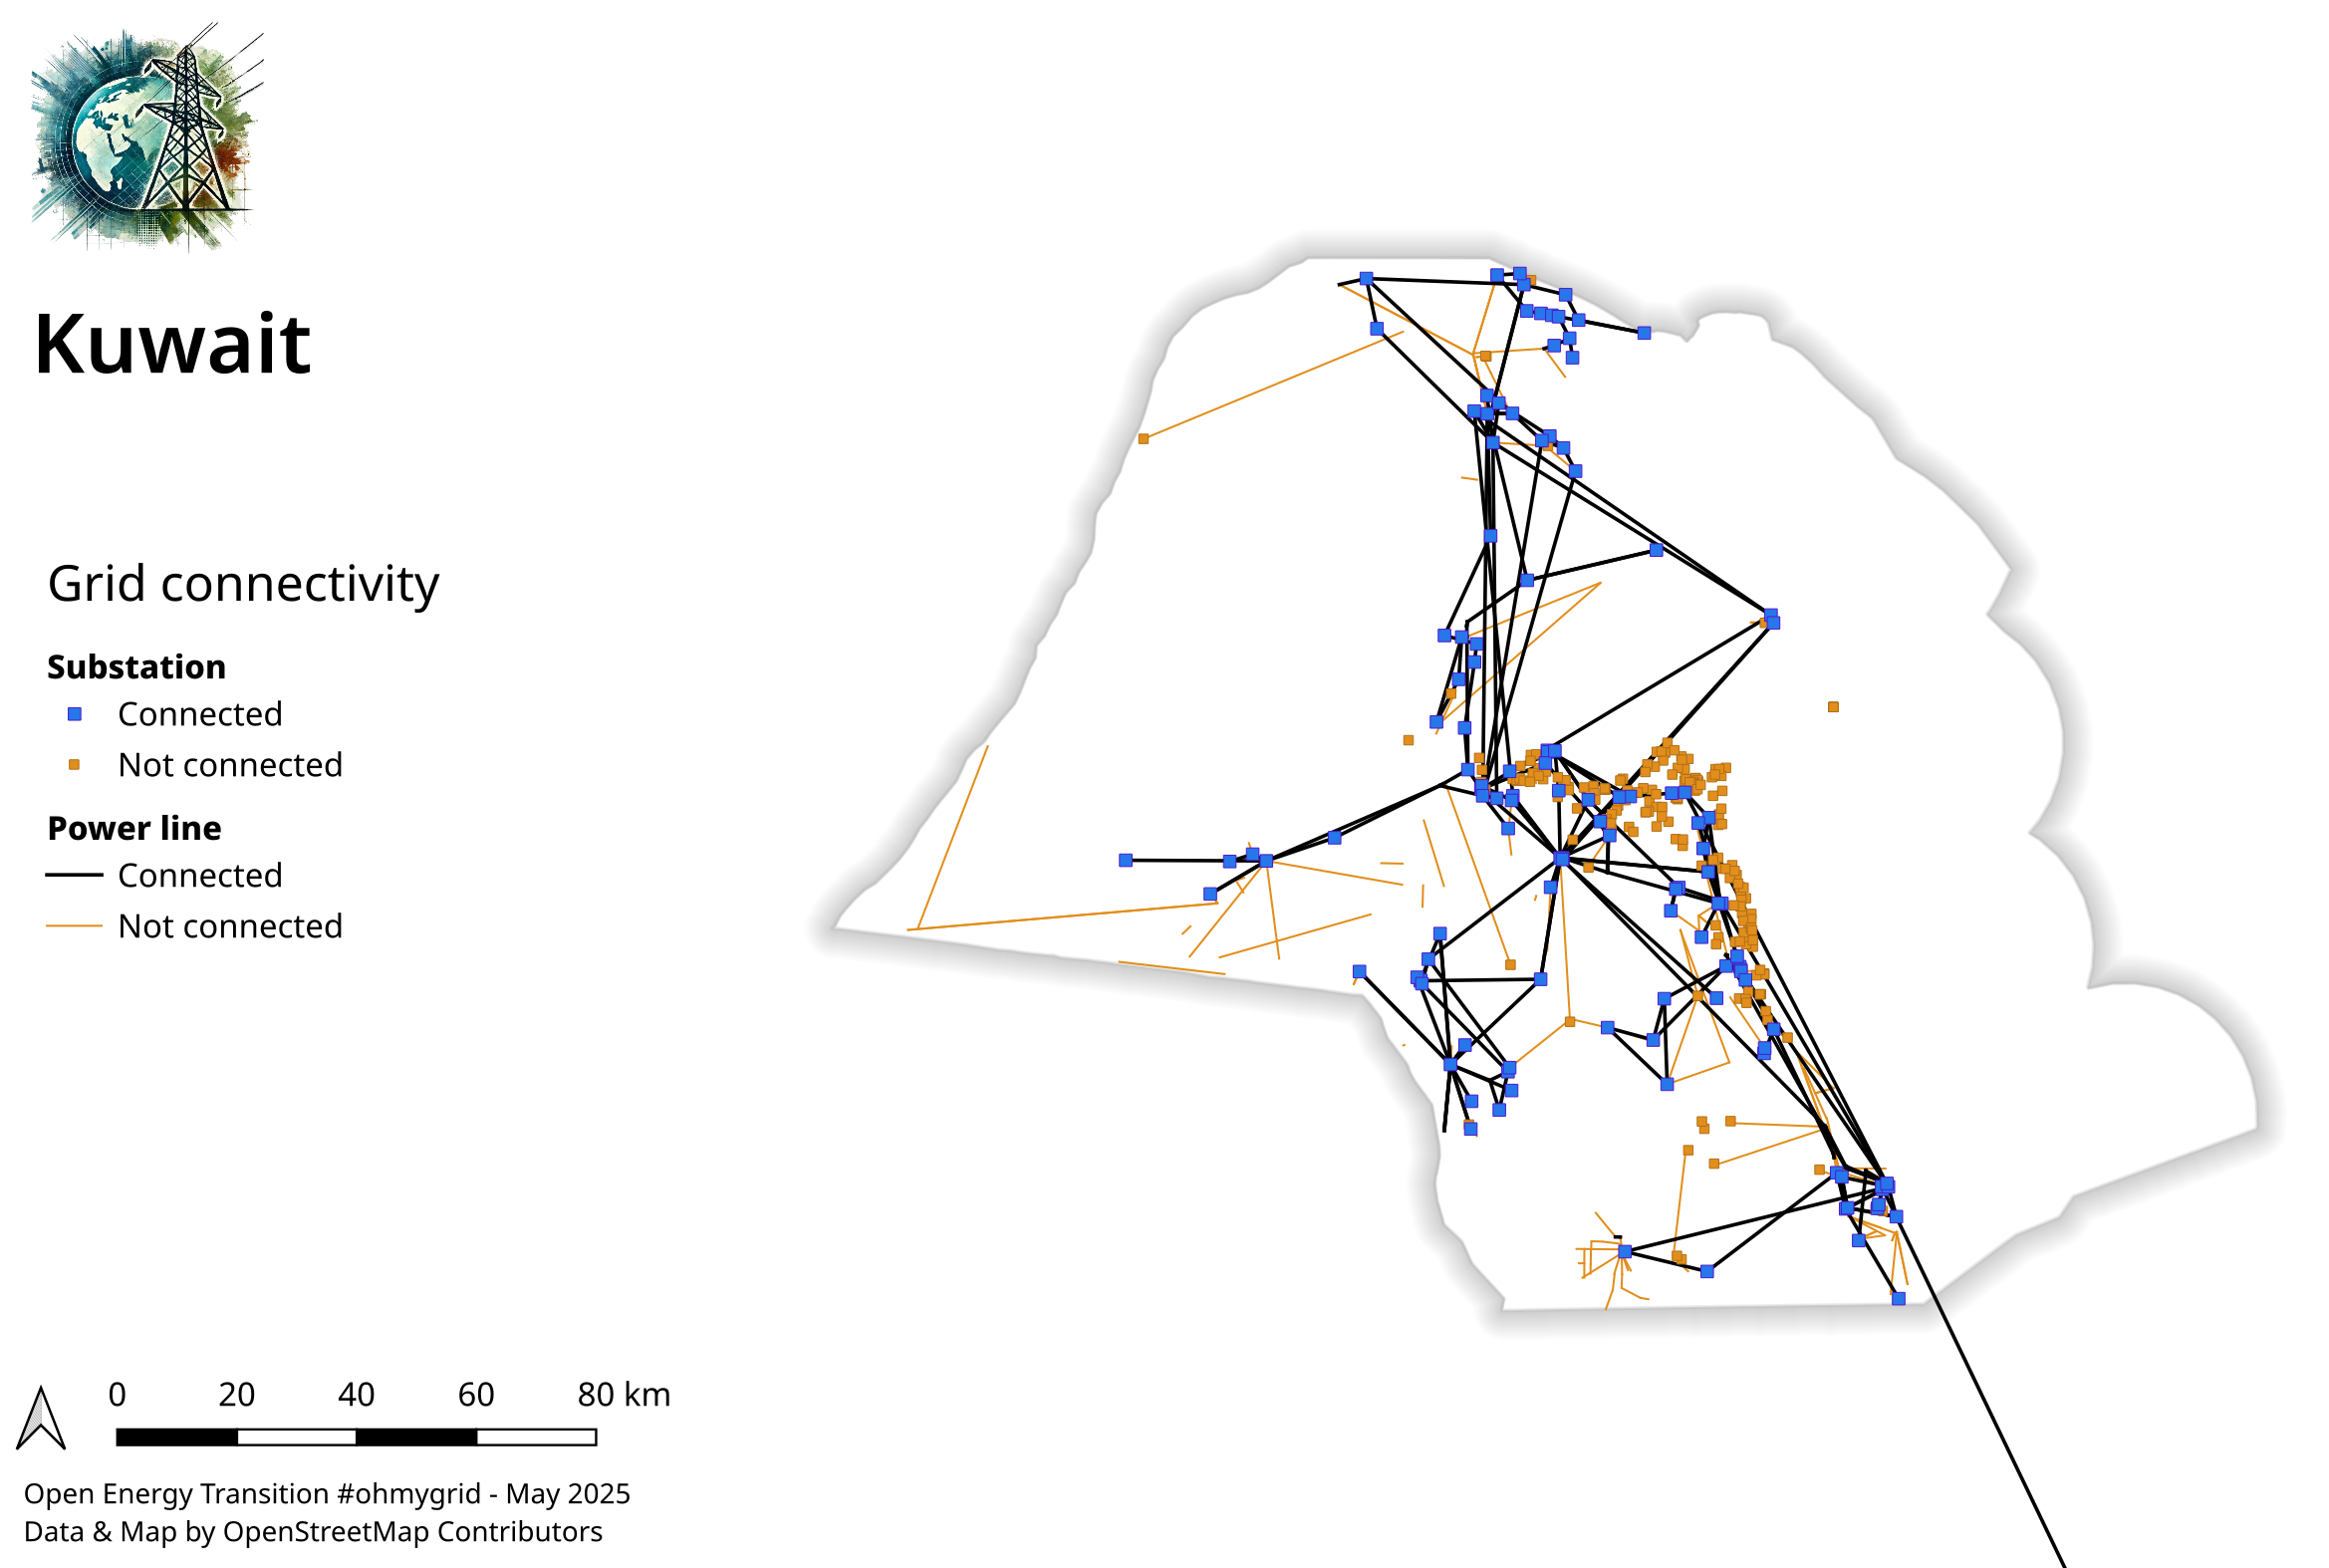 Kuwait
Grid connectivity
Substation
Connected
Not connected
Power line
Connected
Not connected
0 20 40 60 80 km
Open Energy Transition #ohmygrid - May 2025
Data & Map by OpenStreetMap Contributors